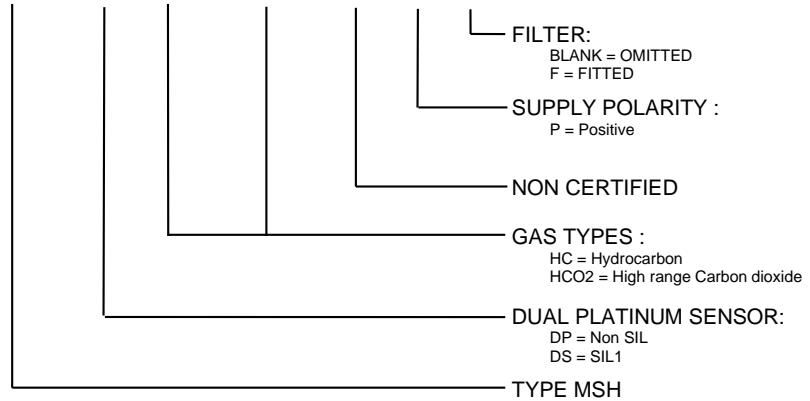 FILTER:
BLANK = OMITTED
F = FITTED
SUPPLY POLARITY :
P = Positive
NON CERTIFIED
GAS TYPES :
HC = Hydrocarbon
HCO2 = High range Carbon dioxide
DUAL PLATINUM SENSOR:
DP = Non SIL
DS = SIL1
TYPE MSH